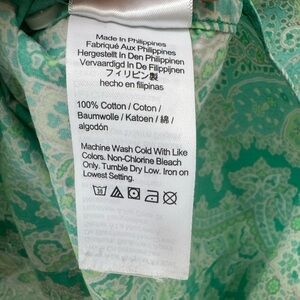 Made In Philippines
Fabriqué Aux Philippines
Hergestellt In Den Philippinen
Vervaardigd In De Filippijnen
フィリピン製
hecho en filipinas
100% Cotton / Coton /
Baumwolle / Katoen / 綿 /
algodón
Machine Wash Cold With Like
Colors. Non-Chlorine Bleach
Only. Tumble Dry Low. Iron on
Lowest Setting.